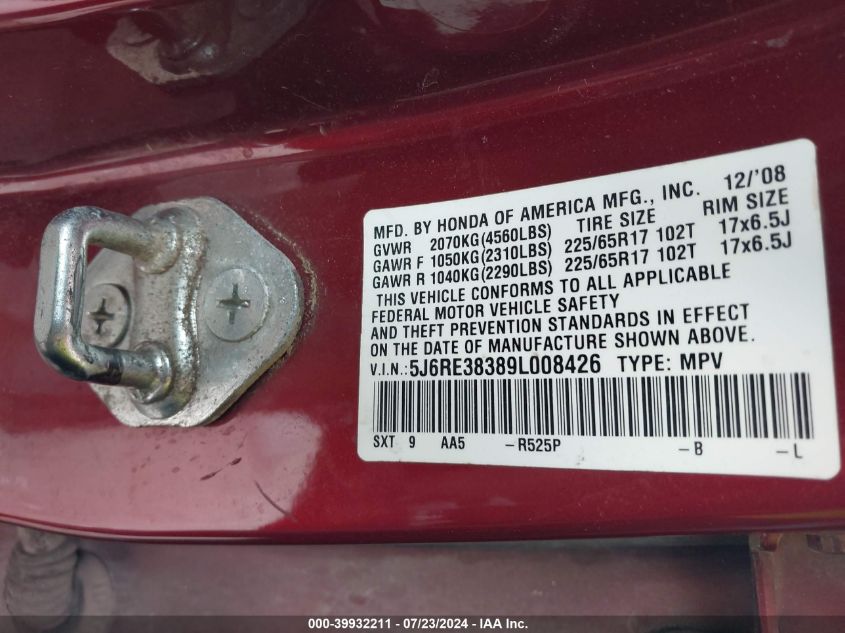 MFD. BY HONDA OF AMERICA MFG., INC. 12/'08
GVWR 2070KG(4560LBS) TIRE SIZE RIM SIZE
GAWR F 1050KG(2310LBS) 225/65R17 102T 17x6.5J
GAWR R 1040KG(2290LBS) 225/65R17 102T 17x6.5J
THIS VEHICLE CONFORMS TO ALL APPLICABLE
FEDERAL MOTOR VEHICLE SAFETY
AND THEFT PREVENTION STANDARDS IN EFFECT
ON THE DATE OF MANUFACTURE SHOWN ABOVE.
V.I.N.:5J6RE38389L008426 TYPE: MPV
SXT 9 AA5 -R525P -B -L
000-39932211 - 07/23/2024 - IAAI - US - Copyright IAA, Inc.